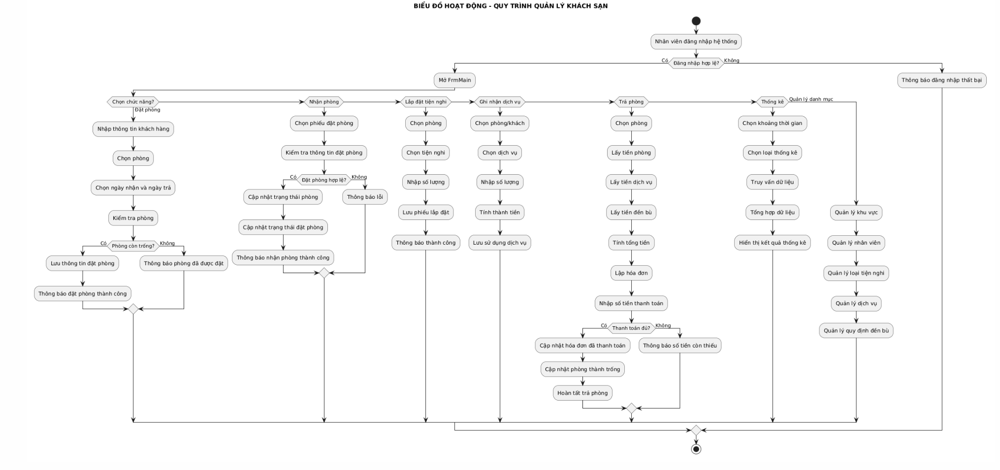 BIỂU ĐỒ HOẠT ĐỘNG - QUY TRÌNH QUẢN LÝ KHÁCH SẠN
Nhân viên đăng nhập hệ thống
Đăng nhập hợp lệ?
Có
Không
Mở FrmMain
Thông báo đăng nhập thất bại
Chọn chức năng?
Đặt phòng
Nhập thông tin khách hàng
Chọn phòng
Chọn ngày nhận và ngày trả
Kiểm tra phòng
Phòng còn trống?
Có
Không
Lưu thông tin đặt phòng
Thông báo đặt phòng thành công
Thông báo phòng đã được đặt
Nhận phòng
Chọn phiếu đặt phòng
Kiểm tra thông tin đặt phòng
Đặt phòng hợp lệ?
Có
Không
Cập nhật trạng thái phòng
Cập nhật trạng thái đặt phòng
Thông báo nhận phòng thành công
Thông báo lỗi
Lắp đặt tiện nghi
Chọn phòng
Chọn tiện nghi
Nhập số lượng
Lưu phiếu lắp đặt
Thông báo thành công
Ghi nhận dịch vụ
Chọn phòng/khách
Chọn dịch vụ
Nhập số lượng
Tính thành tiền
Lưu sử dụng dịch vụ
Trả phòng
Chọn phòng
Lấy tiền phòng
Lấy tiền dịch vụ
Lấy tiền đền bù
Tính tổng tiền
Lập hóa đơn
Nhập số tiền thanh toán
Thanh toán đủ?
Có
Không
Cập nhật hóa đơn đã thanh toán
Cập nhật phòng thành trống
Hoàn tất trả phòng
Thông báo số tiền còn thiếu
Thống kê
Chọn khoảng thời gian
Chọn loại thống kê
Truy vấn dữ liệu
Tổng hợp dữ liệu
Hiển thị kết quả thống kê
Quản lý danh mục
Quản lý khu vực
Quản lý nhân viên
Quản lý loại tiện nghi
Quản lý dịch vụ
Quản lý quy định đền bù